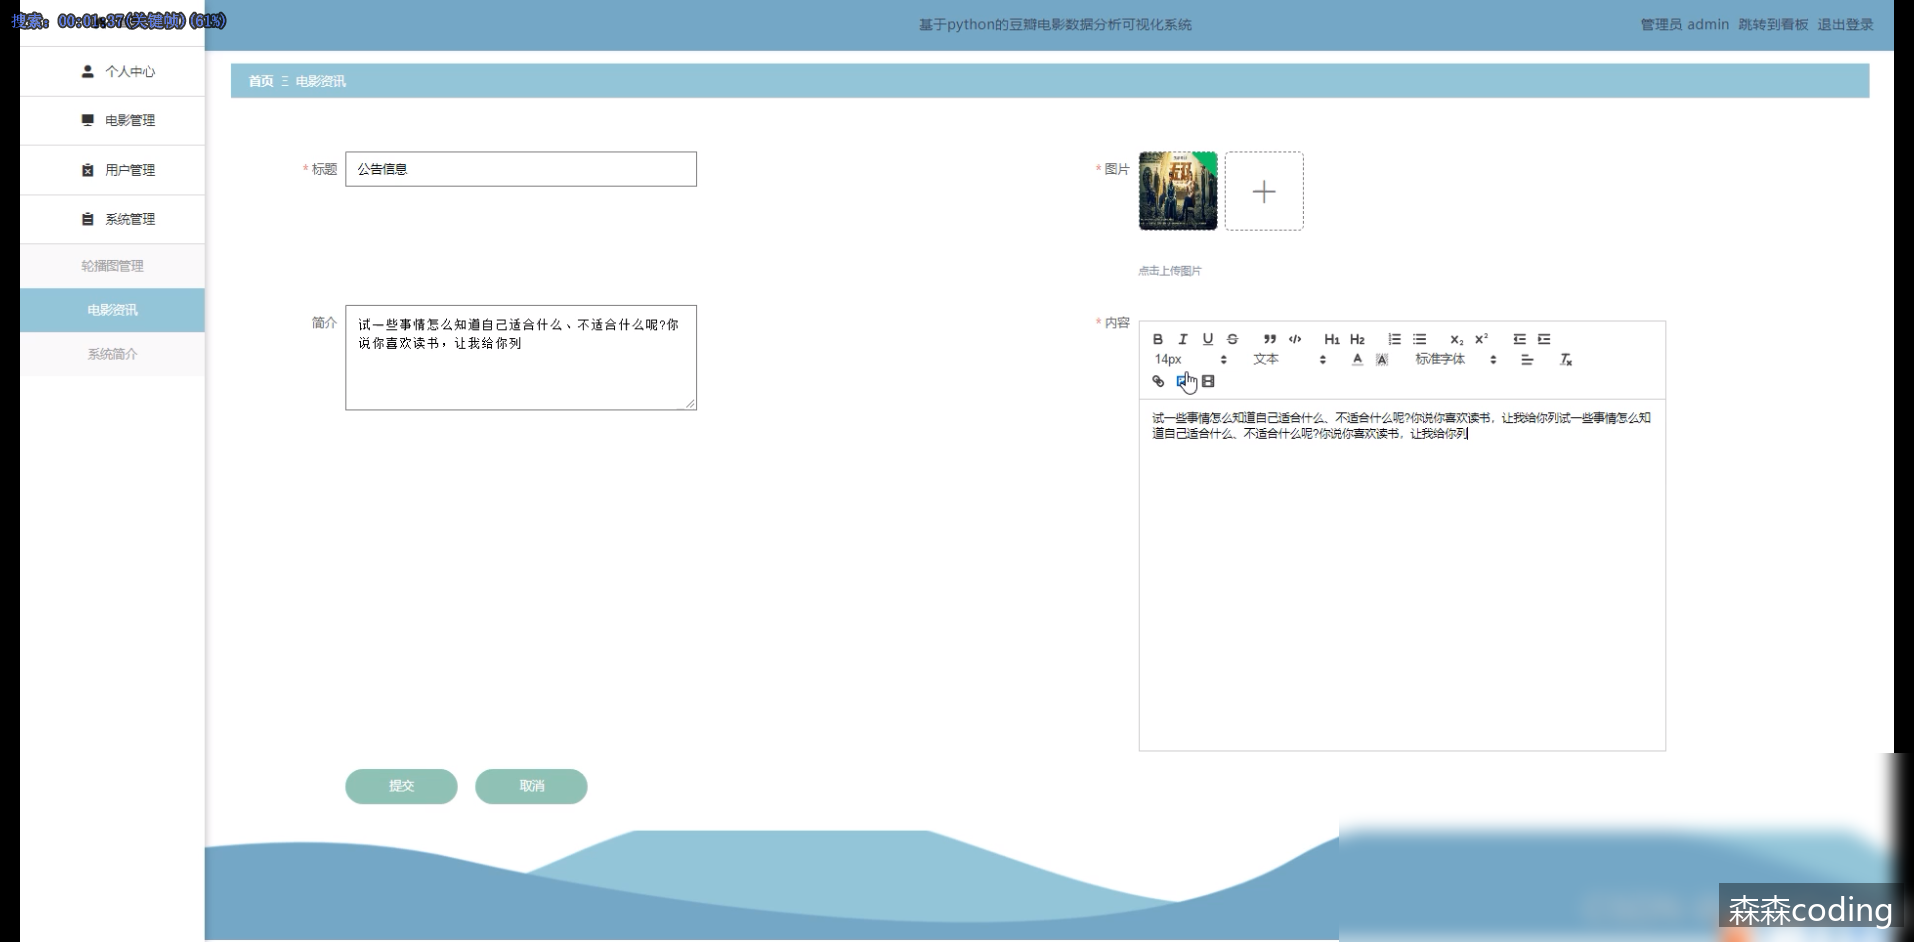 搜索: 00:01:37(关键帧)(61%)
基于python的豆瓣电影数据分析可视化系统
管理员 admin 跳转到看板 退出登录
个人中心
电影管理
用户管理
系统管理
轮播图管理
电影资讯
系统简介
首页 Ξ 电影资讯
* 标题
公告信息
* 图片
点击上传图片
简介
试一些事情怎么知道自己适合什么、不适合什么呢?你
说你喜欢读书，让我给你列
* 内容
B I U S H1 H2 x₂ x²
14px 文本 A A 标准字体 Tx
试一些事情怎么知道自己适合什么、不适合什么呢?你说你喜欢读书，让我给你列试一些事情怎么知
道自己适合什么、不适合什么呢?你说你喜欢读书，让我给你列
提交 取消
森森coding